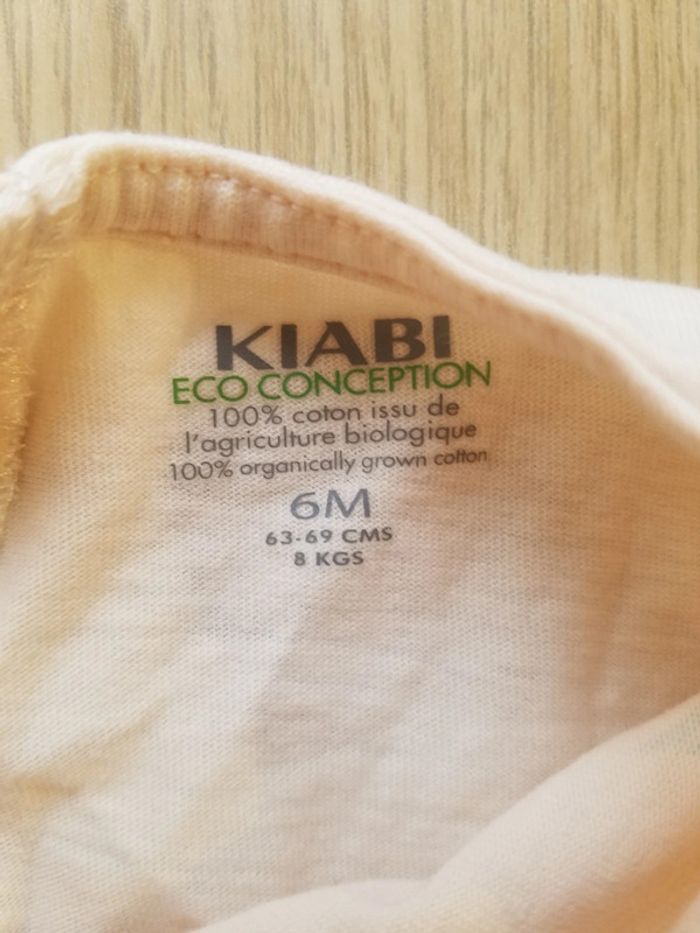 KIABI
ECO CONCEPTION
100% coton issu de
l'agriculture biologique
100% organically grown cotton
6M
63-69 CMS
8 KGS